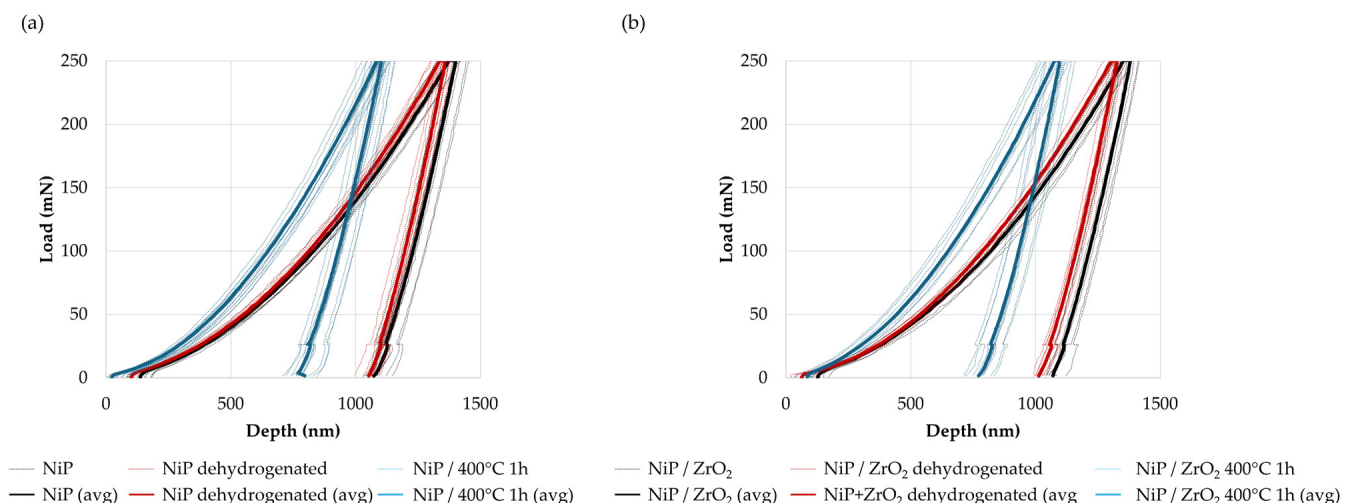 (a)
250
200
150
100
50
0
Load (mN)
0 500 1000 1500
Depth (nm)
NiP NiP dehydrogenated NiP / 400°C 1h
NiP (avg) NiP dehydrogenated (avg) NiP / 400°C 1h (avg)
(b)
250
200
150
100
50
0
Load (mN)
0 500 1000 1500
Depth (nm)
NiP / ZrO₂ NiP / ZrO₂ dehydrogenated NiP / ZrO₂ 400°C 1h
NiP / ZrO₂ (avg) NiP+ZrO₂ dehydrogenated (avg NiP / ZrO₂ 400°C 1h (avg)